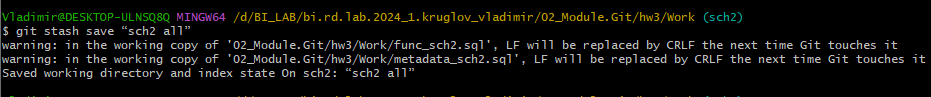 Vladimir@DESKTOP-ULNSQ8Q MINGW64 /d/BI_LAB/bi.rd.lab.2024_1.kruglov_vladimir/02_Module.Git/hw3/Work (sch2)
$ git stash save “sch2 all”
warning: in the working copy of '02_Module.Git/hw3/Work/func_sch2.sql', LF will be replaced by CRLF the next time Git touches it
warning: in the working copy of '02_Module.Git/hw3/Work/metadata_sch2.sql', LF will be replaced by CRLF the next time Git touches it
Saved working directory and index state On sch2: “sch2 all”